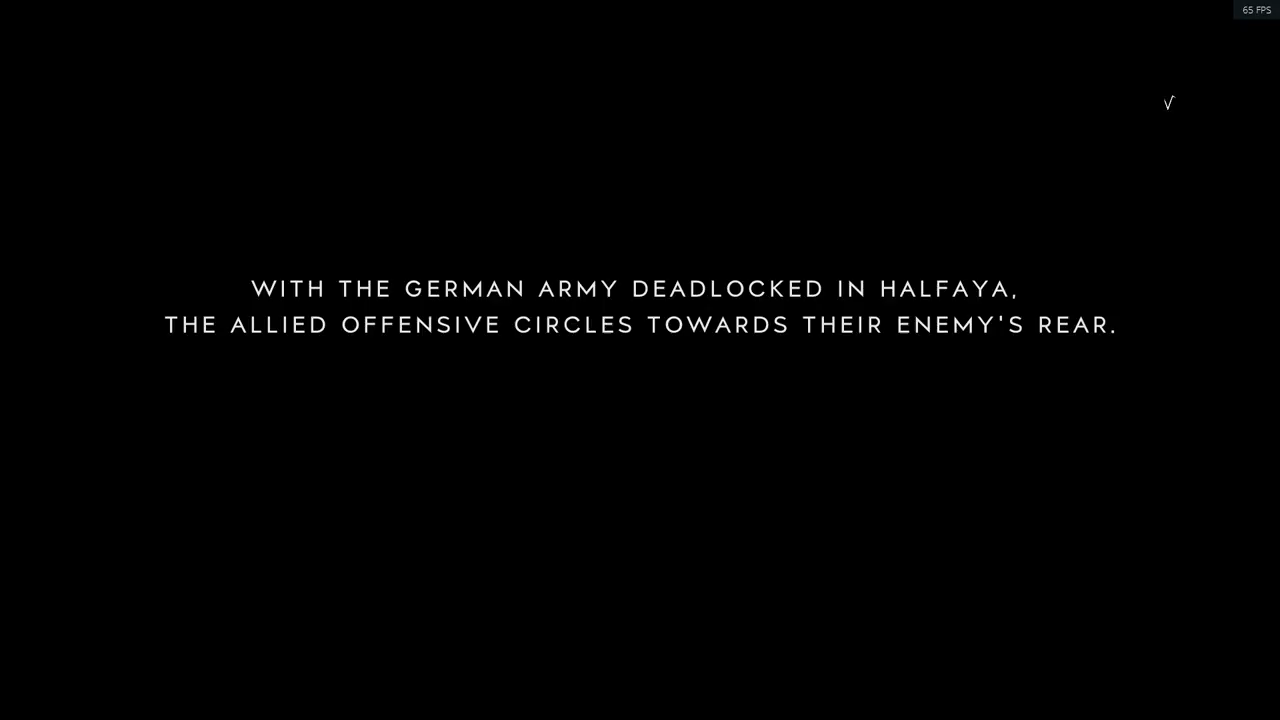 65 FPS
√
WITH THE GERMAN ARMY DEADLOCKED IN HALFAYA,
THE ALLIED OFFENSIVE CIRCLES TOWARDS THEIR ENEMY'S REAR.